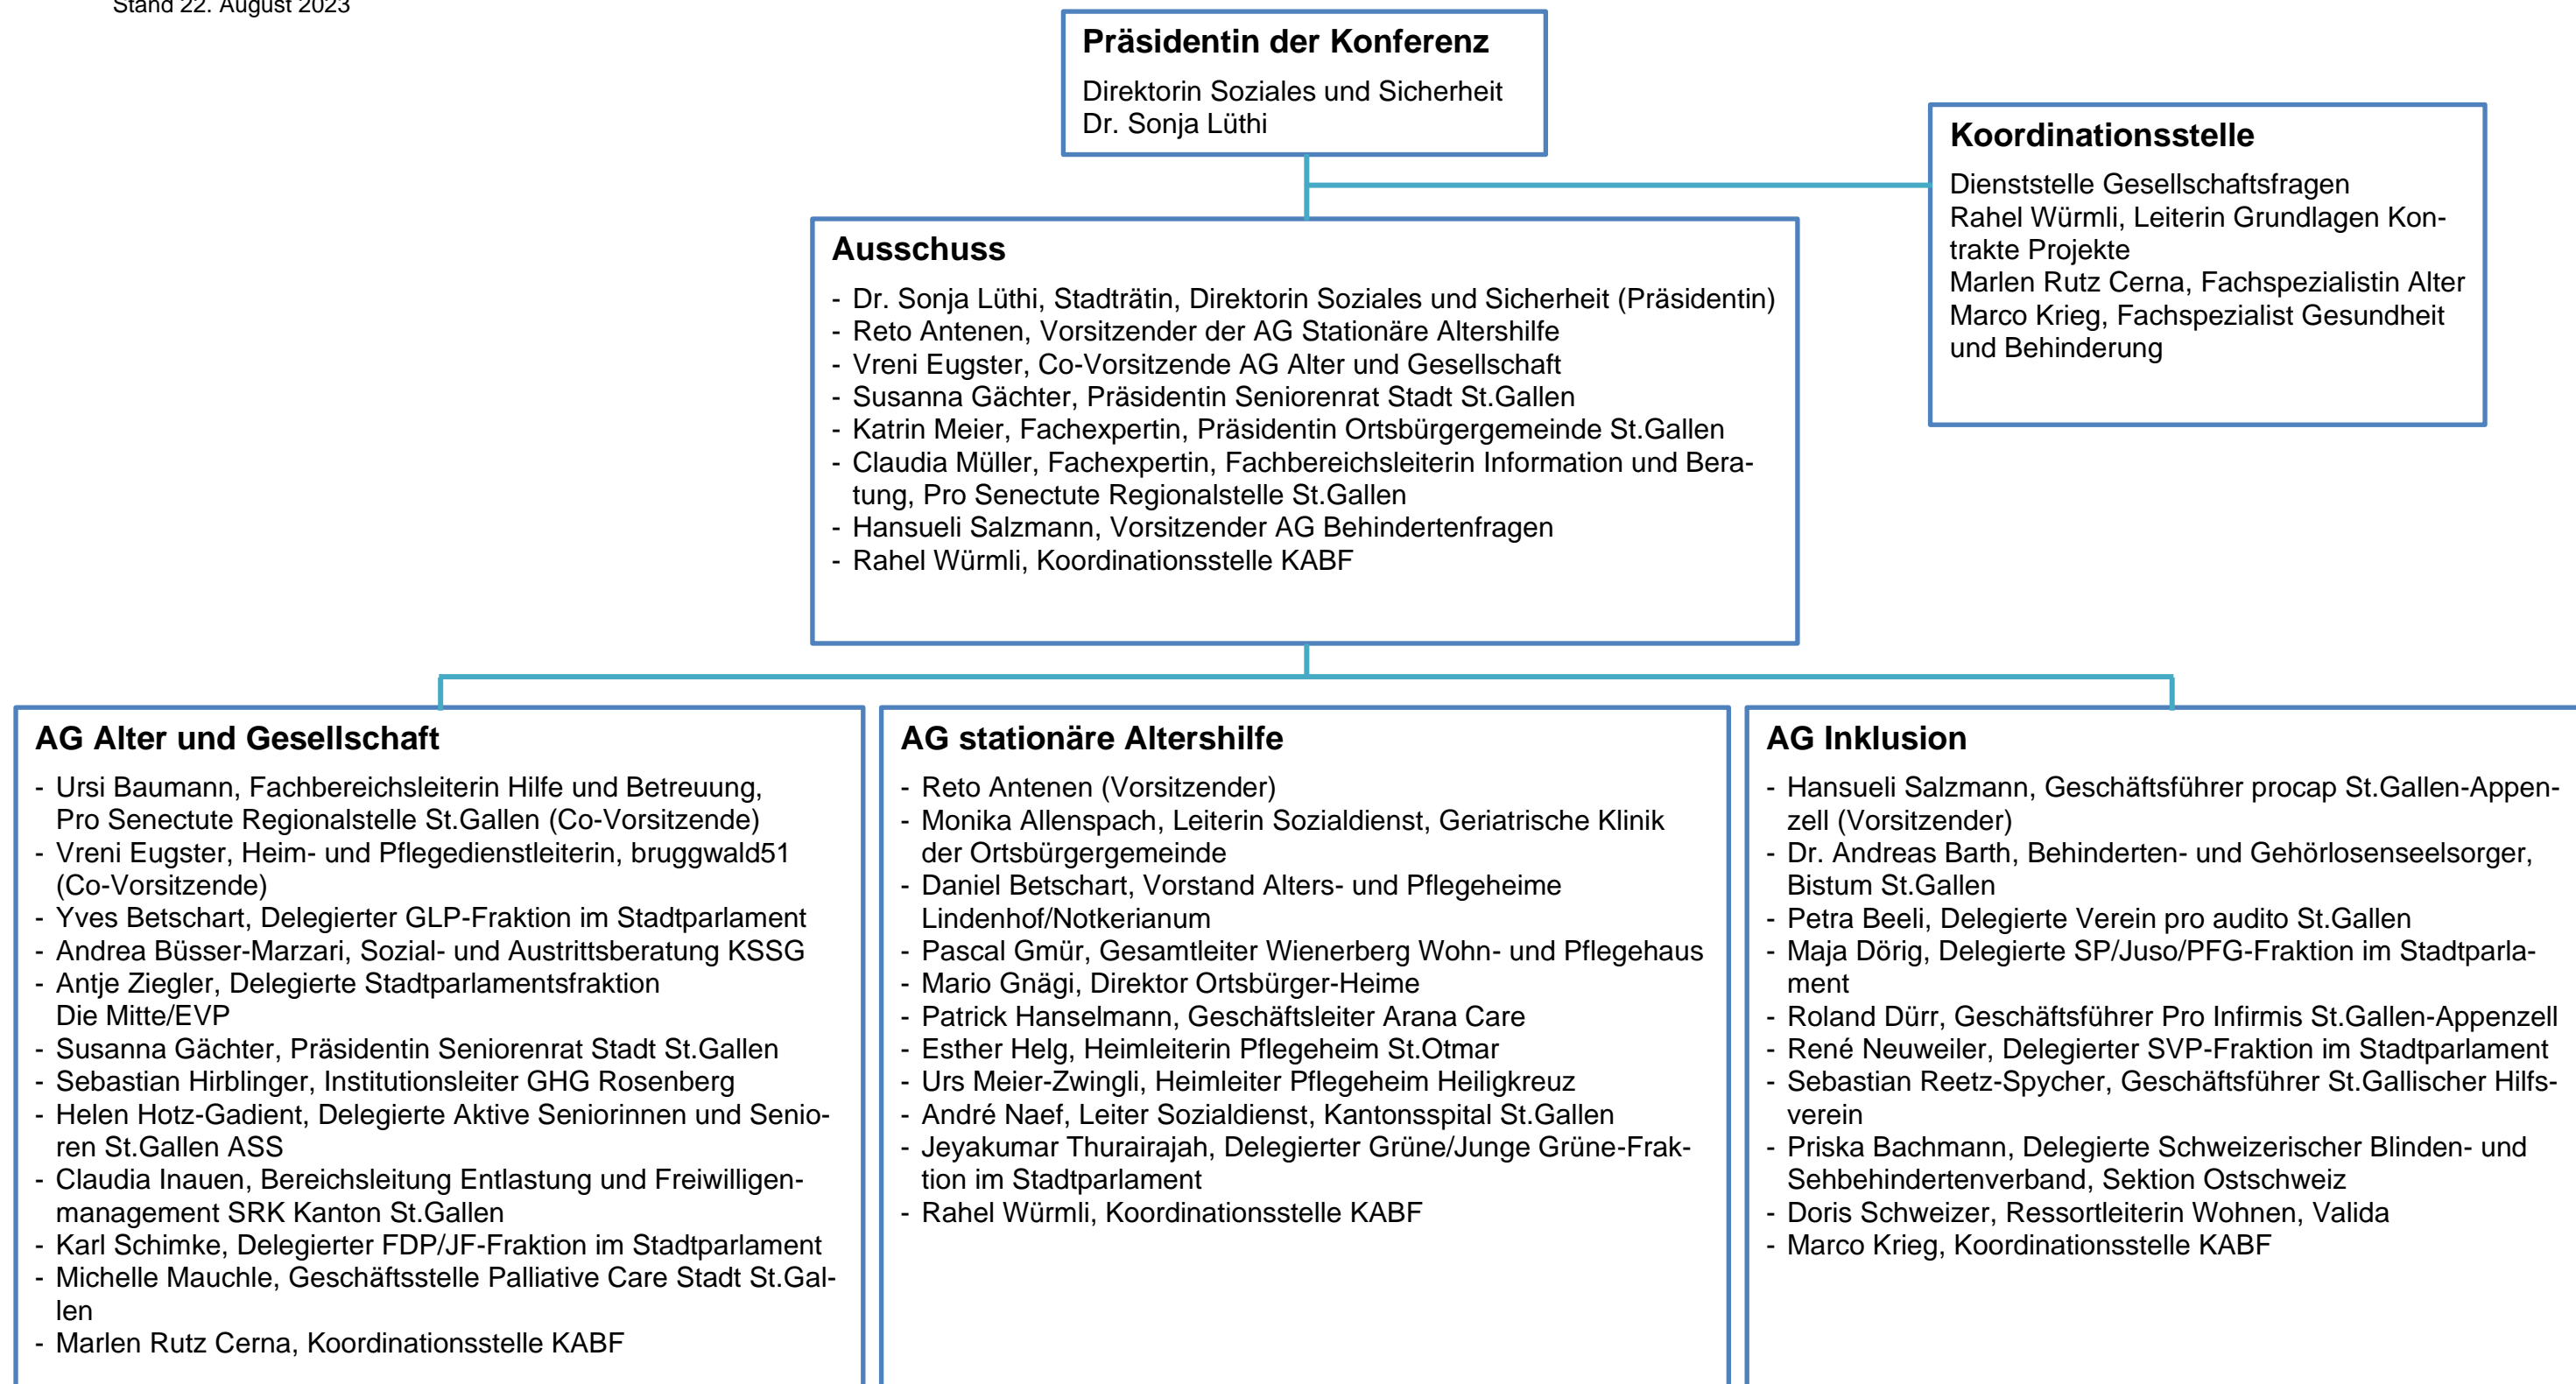 Stand 22. August 2023
Präsidentin der Konferenz
Direktorin Soziales und Sicherheit
Dr. Sonja Lüthi
Koordinationsstelle
Dienststelle Gesellschaftsfragen
Rahel Würmli, Leiterin Grundlagen Kon-
trakte Projekte
Marlen Rutz Cerna, Fachspezialistin Alter
Marco Krieg, Fachspezialist Gesundheit
und Behinderung
Ausschuss
- Dr. Sonja Lüthi, Stadträtin, Direktorin Soziales und Sicherheit (Präsidentin)
- Reto Antenen, Vorsitzender der AG Stationäre Altershilfe
- Vreni Eugster, Co-Vorsitzende AG Alter und Gesellschaft
- Susanna Gächter, Präsidentin Seniorenrat Stadt St.Gallen
- Katrin Meier, Fachexpertin, Präsidentin Ortsbürgergemeinde St.Gallen
- Claudia Müller, Fachexpertin, Fachbereichsleiterin Information und Bera-
tung, Pro Senectute Regionalstelle St.Gallen
- Hansueli Salzmann, Vorsitzender AG Behindertenfragen
- Rahel Würmli, Koordinationsstelle KABF
AG Alter und Gesellschaft
- Ursi Baumann, Fachbereichsleiterin Hilfe und Betreuung,
Pro Senectute Regionalstelle St.Gallen (Co-Vorsitzende)
- Vreni Eugster, Heim- und Pflegedienstleiterin, bruggwald51
(Co-Vorsitzende)
- Yves Betschart, Delegierter GLP-Fraktion im Stadtparlament
- Andrea Büsser-Marzari, Sozial- und Austrittsberatung KSSG
- Antje Ziegler, Delegierte Stadtparlamentsfraktion
Die Mitte/EVP
- Susanna Gächter, Präsidentin Seniorenrat Stadt St.Gallen
- Sebastian Hirblinger, Institutionsleiter GHG Rosenberg
- Helen Hotz-Gadient, Delegierte Aktive Seniorinnen und Senio-
ren St.Gallen ASS
- Claudia Inauen, Bereichsleitung Entlastung und Freiwilligen-
management SRK Kanton St.Gallen
- Karl Schimke, Delegierter FDP/JF-Fraktion im Stadtparlament
- Michelle Mauchle, Geschäftsstelle Palliative Care Stadt St.Gal-
len
- Marlen Rutz Cerna, Koordinationsstelle KABF
AG stationäre Altershilfe
- Reto Antenen (Vorsitzender)
- Monika Allenspach, Leiterin Sozialdienst, Geriatrische Klinik
der Ortsbürgergemeinde
- Daniel Betschart, Vorstand Alters- und Pflegeheime
Lindenhof/Notkerianum
- Pascal Gmür, Gesamtleiter Wienerberg Wohn- und Pflegehaus
- Mario Gnägi, Direktor Ortsbürger-Heime
- Patrick Hanselmann, Geschäftsleiter Arana Care
- Esther Helg, Heimleiterin Pflegeheim St.Otmar
- Urs Meier-Zwingli, Heimleiter Pflegeheim Heiligkreuz
- André Naef, Leiter Sozialdienst, Kantonsspital St.Gallen
- Jeyakumar Thurairajah, Delegierter Grüne/Junge Grüne-Frak-
tion im Stadtparlament
- Rahel Würmli, Koordinationsstelle KABF
AG Inklusion
- Hansueli Salzmann, Geschäftsführer procap St.Gallen-Appen-
zell (Vorsitzender)
- Dr. Andreas Barth, Behinderten- und Gehörlosenseelsorger,
Bistum St.Gallen
- Petra Beeli, Delegierte Verein pro audito St.Gallen
- Maja Dörig, Delegierte SP/Juso/PFG-Fraktion im Stadtparla-
ment
- Roland Dürr, Geschäftsführer Pro Infirmis St.Gallen-Appenzell
- René Neuweiler, Delegierter SVP-Fraktion im Stadtparlament
- Sebastian Reetz-Spycher, Geschäftsführer St.Gallischer Hilfs-
verein
- Priska Bachmann, Delegierte Schweizerischer Blinden- und
Sehbehindertenverband, Sektion Ostschweiz
- Doris Schweizer, Ressortleiterin Wohnen, Valida
- Marco Krieg, Koordinationsstelle KABF